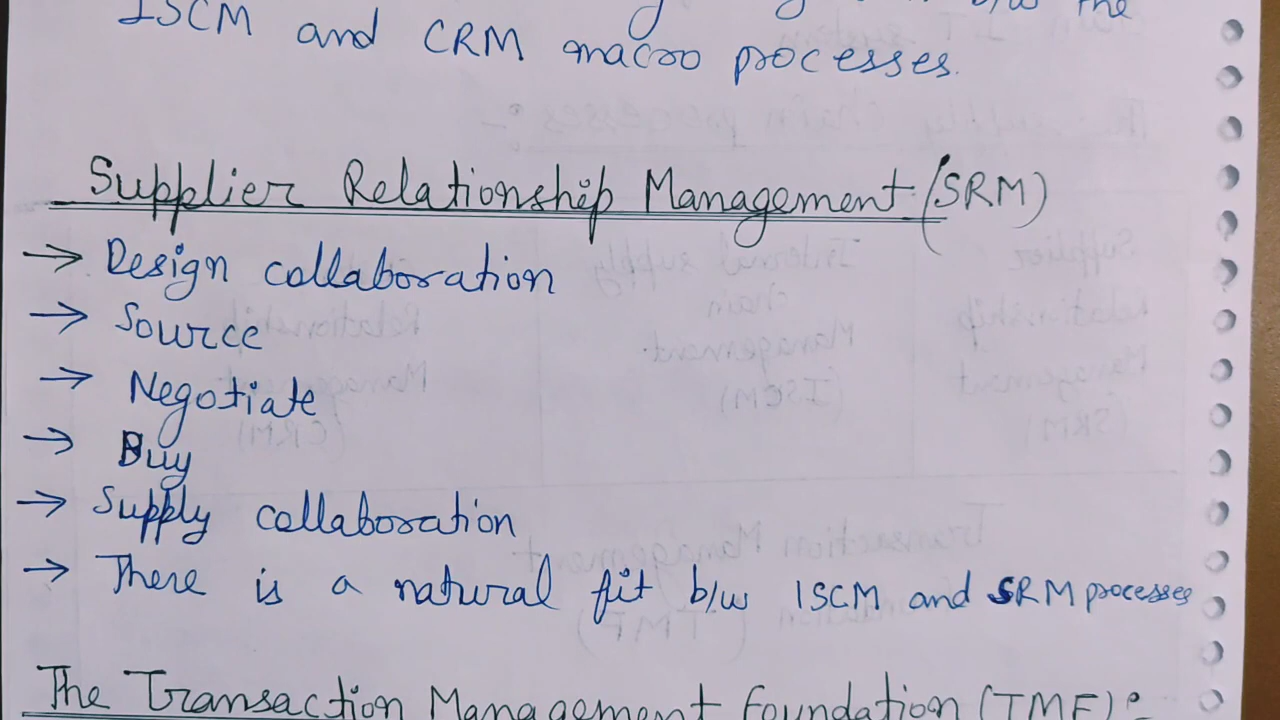 ISCM and CRM macro processes.
Supplier Relationship Management (SRM)
→ Design collaboration
→ Source
→ Negotiate
→ Buy
→ Supply collaboration
→ There is a natural fit b/w ISCM and SRM processes
The Transaction Management Foundation (TMF):-